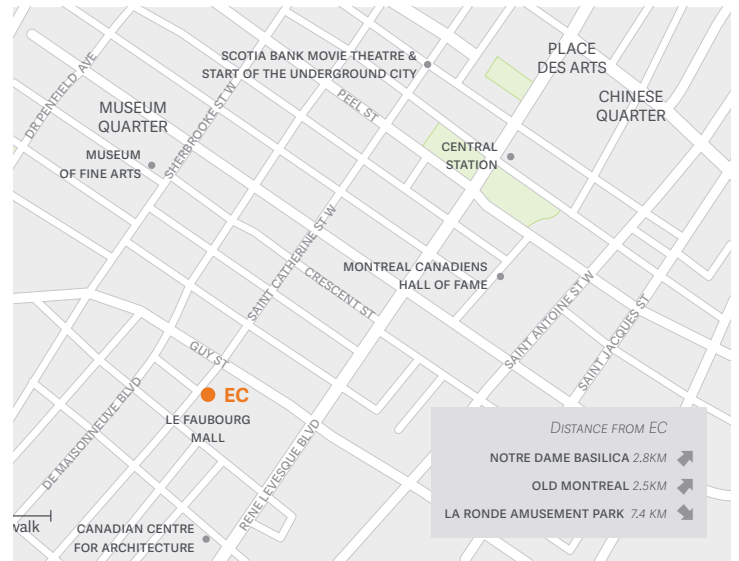 SCOTIA BANK MOVIE THEATRE &
START OF THE UNDERGROUND CITY
PLACE
DES ARTS
DR PENFIELD AVE
MUSEUM
QUARTER
SHERBROOKE ST W
PEEL ST
CHINESE
QUARTER
MUSEUM
OF FINE ARTS
CENTRAL
STATION
SAINT CATHERINE ST W
CRESCENT ST
MONTREAL CANADIENS
HALL OF FAME
SAINT ANTOINE ST W
SAINT JACQUES ST
GUY ST
EC
LE FAUBOURG
MALL
DE MAISONNEUVE BLVD
RENE LEVESQUE BLVD
DISTANCE FROM EC
NOTRE DAME BASILICA 2.8KM
OLD MONTREAL 2.5KM
LA RONDE AMUSEMENT PARK 7.4 KM
walk
CANADIAN CENTRE
FOR ARCHITECTURE